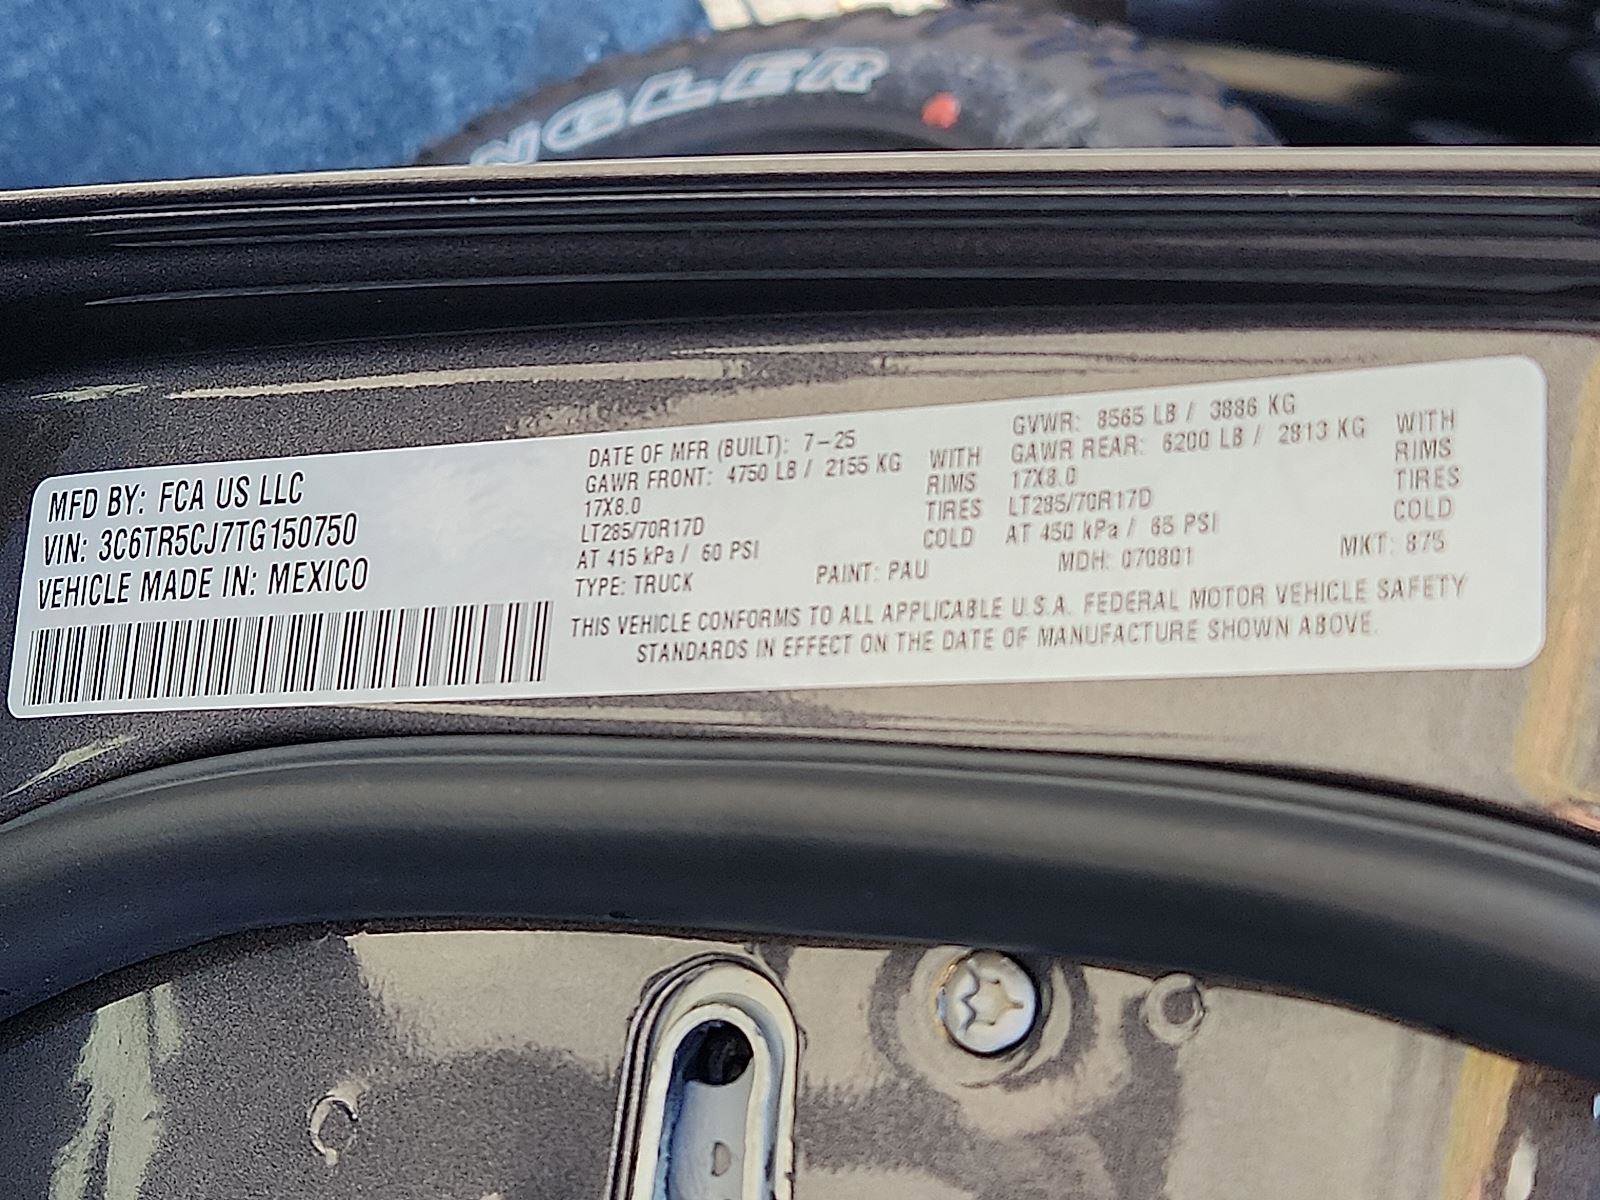 NGLER
MFD BY: FCA US LLC
VIN: 3C6TR5CJ7TG150750
VEHICLE MADE IN: MEXICO
DATE OF MFR (BUILT): 7-25
GAWR FRONT: 4750 LB / 2155 KG WITH
17X8.0 RIMS
LT285/70R17D TIRES
AT 415 kPa / 60 PSI COLD
TYPE: TRUCK
GVWR: 8565 LB / 3886 KG
GAWR REAR: 6200 LB / 2813 KG WITH
17X8.0 RIMS
LT285/70R17D TIRES
AT 450 kPa / 65 PSI COLD
PAINT: PAU MDH: 070801 MKT: 875
THIS VEHICLE CONFORMS TO ALL APPLICABLE U.S.A. FEDERAL MOTOR VEHICLE SAFETY
STANDARDS IN EFFECT ON THE DATE OF MANUFACTURE SHOWN ABOVE.